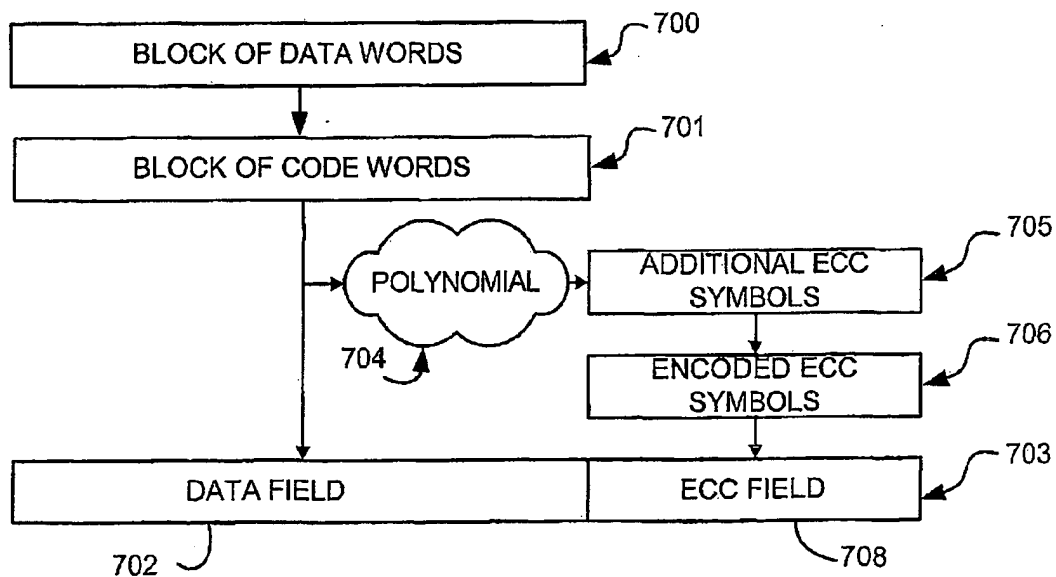 700
BLOCK OF DATA WORDS
701
BLOCK OF CODE WORDS
705
POLYNOMIAL
ADDITIONAL ECC
SYMBOLS
704
706
ENCODED ECC
SYMBOLS
703
DATA FIELD
ECC FIELD
702
708